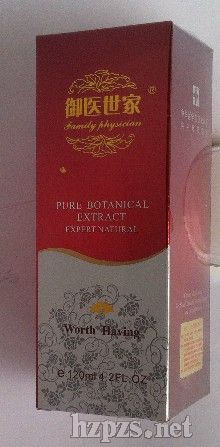 御医世家®
Family physician
PURE BOTANICAL
EXTRACT
EXPERT NATURAL
Worth Having
e 120ml 4.2FL.OZ
hzpzs.net